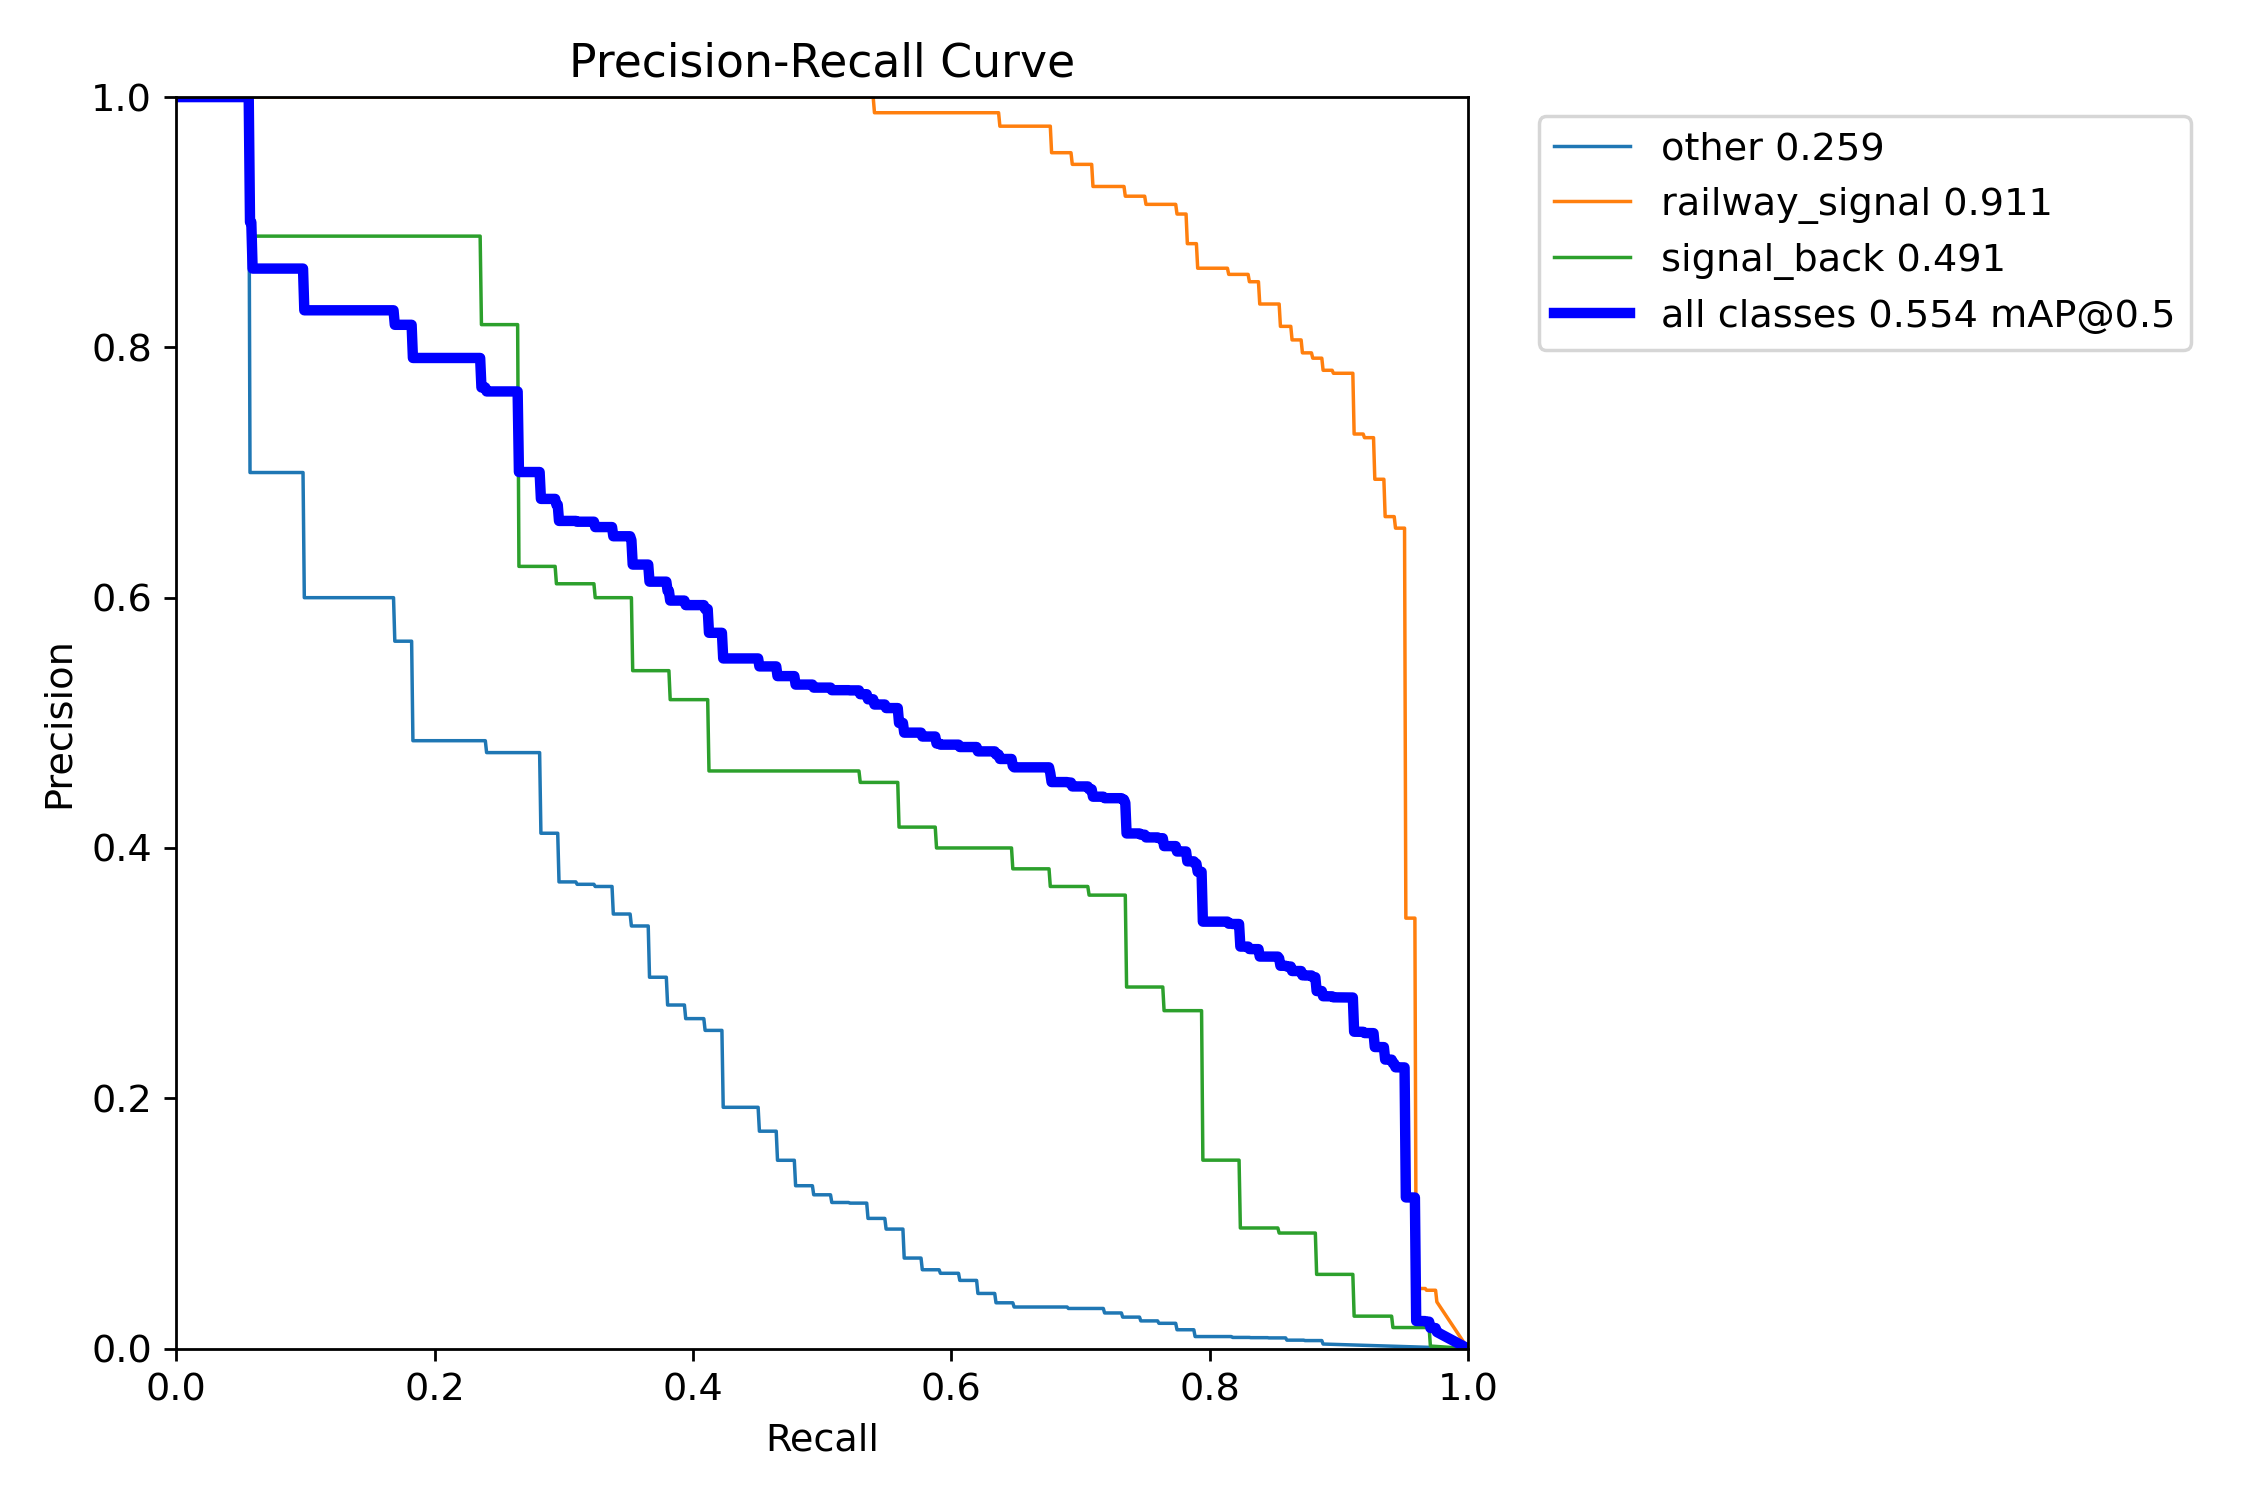 Precision-Recall Curve
1.0
0.8
0.6
0.4
0.2
0.0
Precision
0.0 0.2 0.4 0.6 0.8 1.0
Recall
other 0.259
railway_signal 0.911
signal_back 0.491
all classes 0.554 mAP@0.5